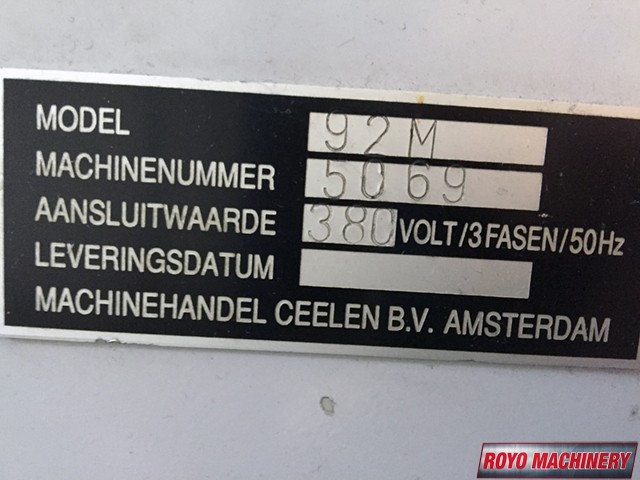 MODEL 92M
MACHINENUMMER 5069
AANSLUITWAARDE 380 VOLT/3 FASEN/50Hz
LEVERINGSDATUM
MACHINEHANDEL CEELEN B.V. AMSTERDAM
ROYO MACHINERY